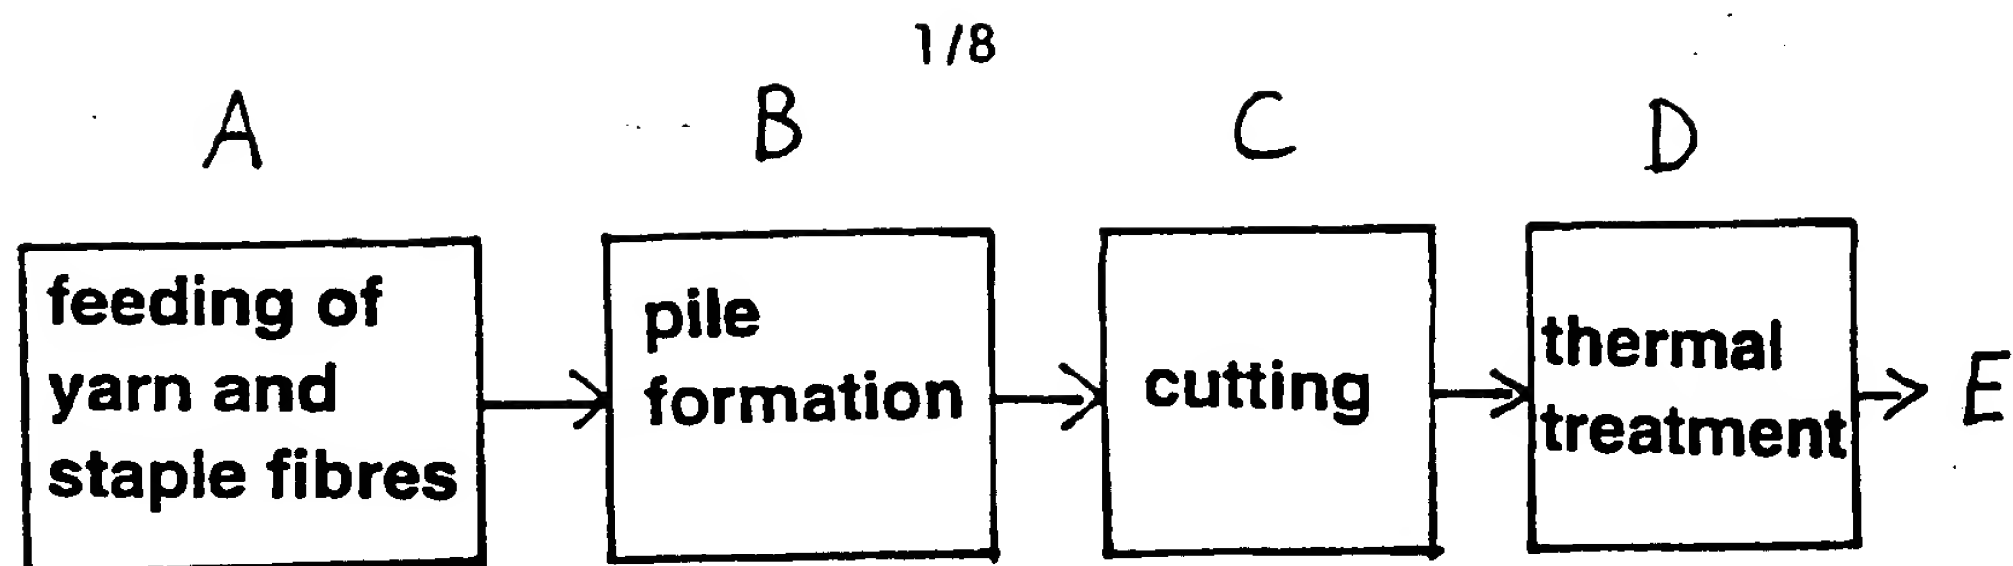 1/8
A B C D
feeding of
yarn and
staple fibres
pile
formation
cutting
thermal
treatment
E